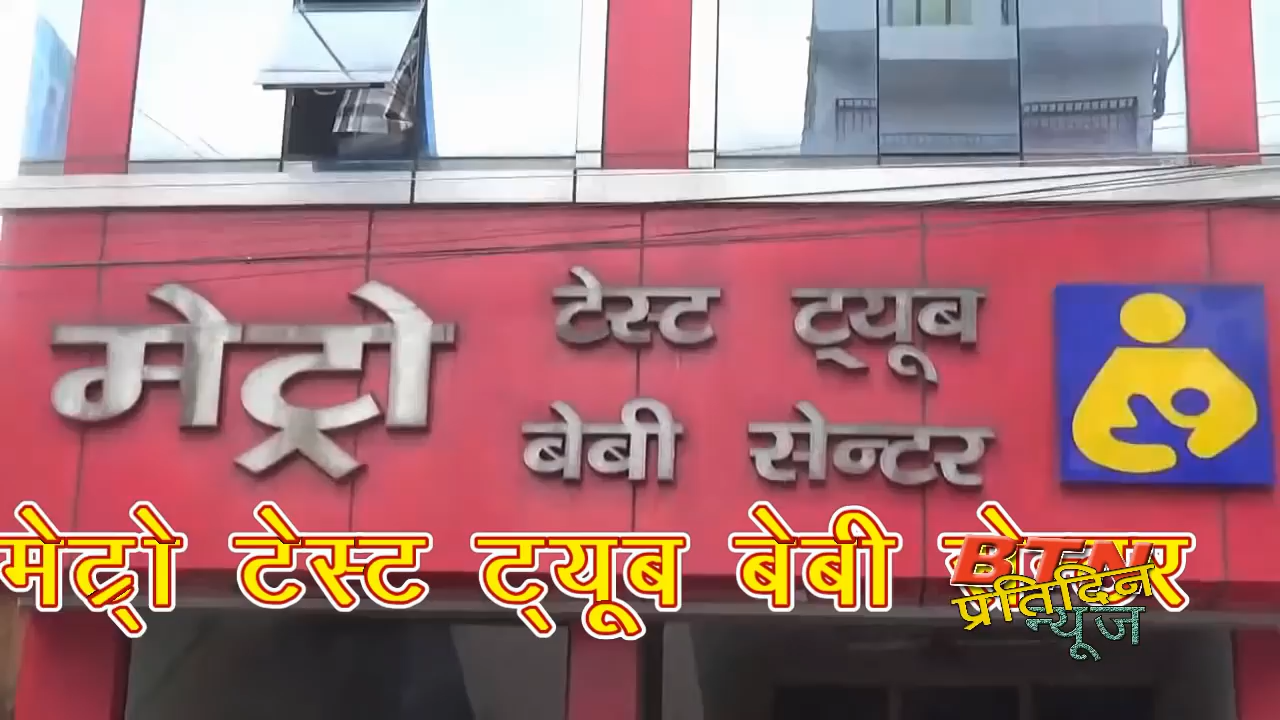 मेट्रो
टेस्ट ट्यूब
बेबी सेन्टर
मेट्रो टेस्ट ट्यूब बेबी
BTN
प्रतिदिन
न्यूज